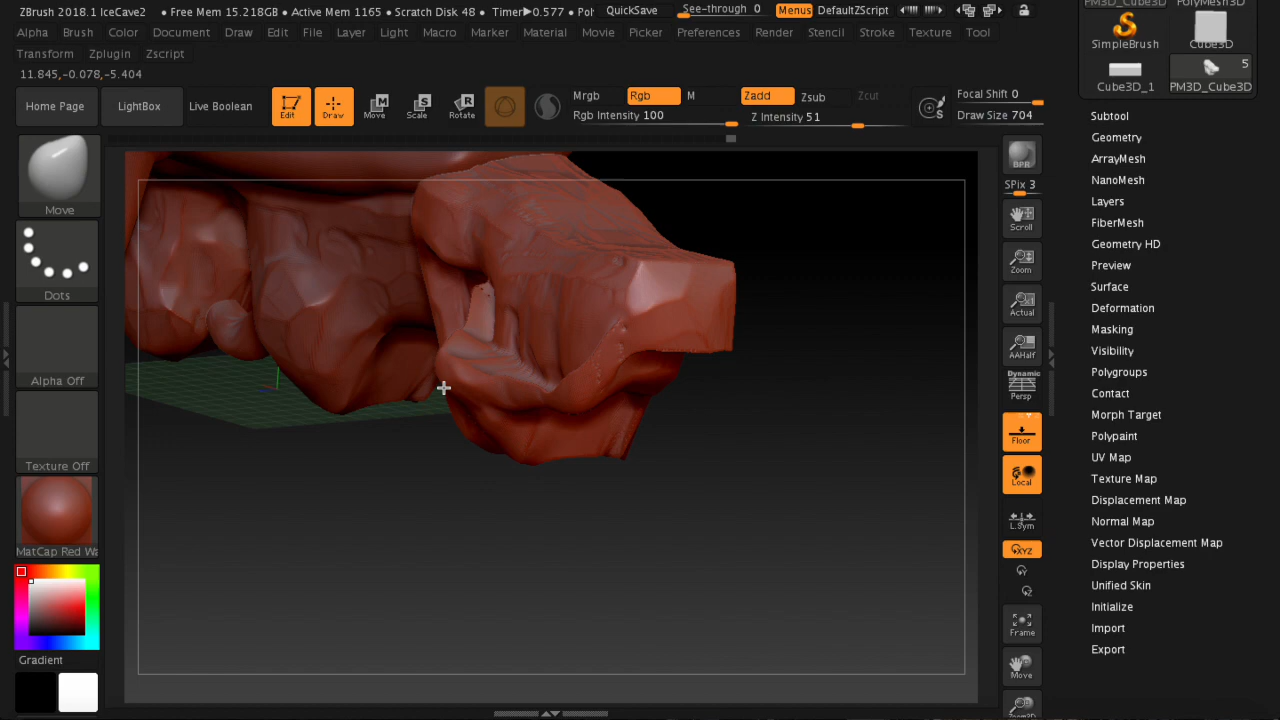 ZBrush 2018.1 IceCave2 • Free Mem 15.218GB • Active Mem 1165 • Scratch Disk 48 • Timer▶0.577 • Pol QuickSave See-through 0 Menus DefaultZScript
Alpha Brush Color Document Draw Edit File Layer Light Macro Marker Material Movie Picker Preferences Render Stencil Stroke Texture Tool
Transform Zplugin Zscript
11.845,-0.078,-5.404
Home Page LightBox Live Boolean Edit Draw Move Scale Rotate
Mrgb Rgb M Zadd Zsub Zcut Focal Shift 0
Rgb Intensity 100 Z Intensity 51 Draw Size 704
S
Move
Dots
Alpha Off
Texture Off
MatCap Red Wa
Gradient
BPR
SPix 3
Scroll
Zoom
Actual
AAHalf
Dynamic
Persp
Floor
Local
L.Sym
XYZ
Y
Z
Frame
Move
Zoom3D
PM3D_Cube3D PolyMesh3D
SimpleBrush Cube3D
5
Cube3D_1 PM3D_Cube3D
Subtool
Geometry
ArrayMesh
NanoMesh
Layers
FiberMesh
Geometry HD
Preview
Surface
Deformation
Masking
Visibility
Polygroups
Contact
Morph Target
Polypaint
UV Map
Texture Map
Displacement Map
Normal Map
Vector Displacement Map
Display Properties
Unified Skin
Initialize
Import
Export